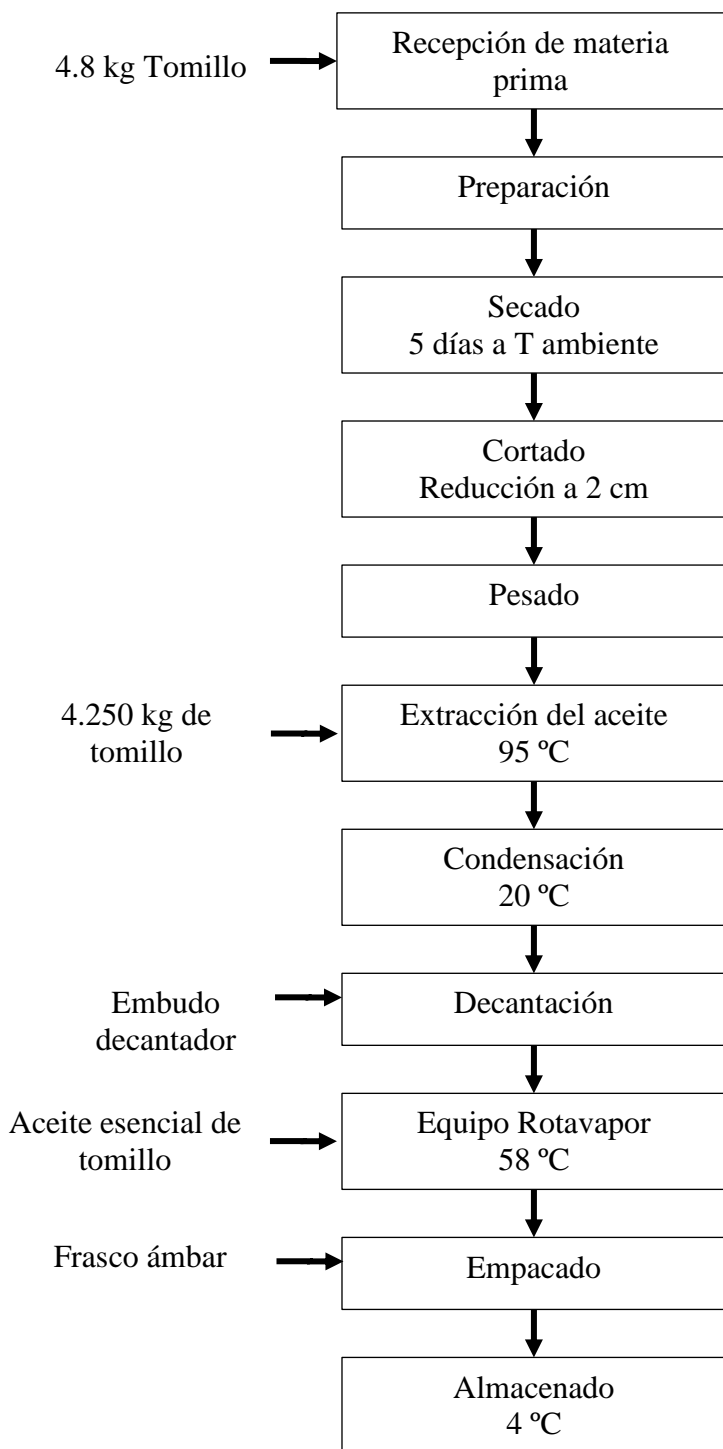 4.8 kg Tomillo
Recepción de materia
prima
Preparación
Secado
5 días a T ambiente
Cortado
Reducción a 2 cm
Pesado
4.250 kg de
tomillo
Extracción del aceite
95 ºC
Condensación
20 ºC
Embudo
decantador
Decantación
Aceite esencial de
tomillo
Equipo Rotavapor
58 ºC
Frasco ámbar
Empacado
Almacenado
4 ºC